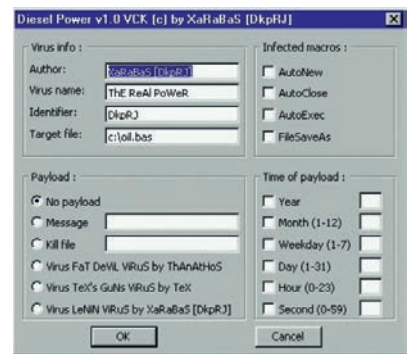 Diesel Power v1.0 VCK (c) by XaRaBaS [DkpRJ]
Virus info :
Author:
XaRaBaS [DkpRJ]
Virus name:
ThE ReAl PoWeR
Identifier:
DkpRJ
Target file:
c:\oil.bas
Infected macros :
AutoNew
AutoClose
AutoExec
FileSaveAs
Payload :
No payload
Message
Kill file
Virus FaT DeViL ViRuS by ThAnAtHoS
Virus TeX's GuNs ViRuS by TeX
Virus LeNiN ViRuS by XaRaBaS [DkpRJ]
Time of payload :
Year
Month (1-12)
Weekday (1-7)
Day (1-31)
Hour (0-23)
Second (0-59)
OK
Cancel